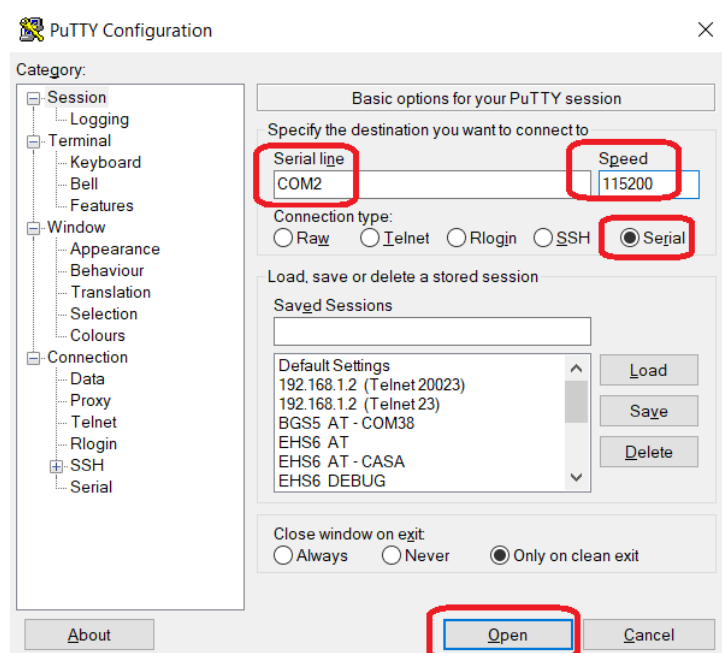 PuTTY Configuration
Category:
Session
Logging
Terminal
Keyboard
Bell
Features
Window
Appearance
Behaviour
Translation
Selection
Colours
Connection
Data
Proxy
Telnet
Rlogin
SSH
Serial
Basic options for your PuTTY session
Specify the destination you want to connect to
Serial line Speed
COM2 115200
Connection type:
Raw Telnet Rlogin SSH Serial
Load, save or delete a stored session
Saved Sessions
Default Settings
192.168.1.2 (Telnet 20023)
192.168.1.2 (Telnet 23)
BGS5 AT - COM38
EHS6 AT
EHS6 AT - CASA
EHS6 DEBUG
Load
Save
Delete
Close window on exit:
Always Never Only on clean exit
About Open Cancel